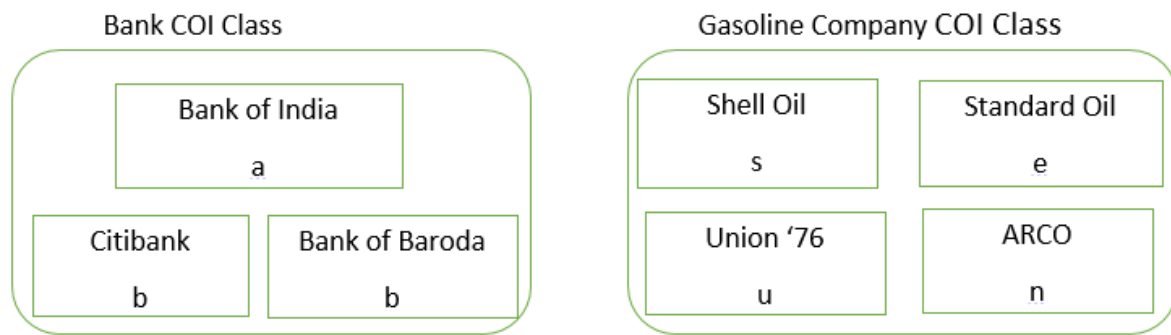 Bank COI Class
Bank of India
a
Citibank
b
Bank of Baroda
b
Gasoline Company COI Class
Shell Oil
s
Standard Oil
e
Union ‘76
u
ARCO
n